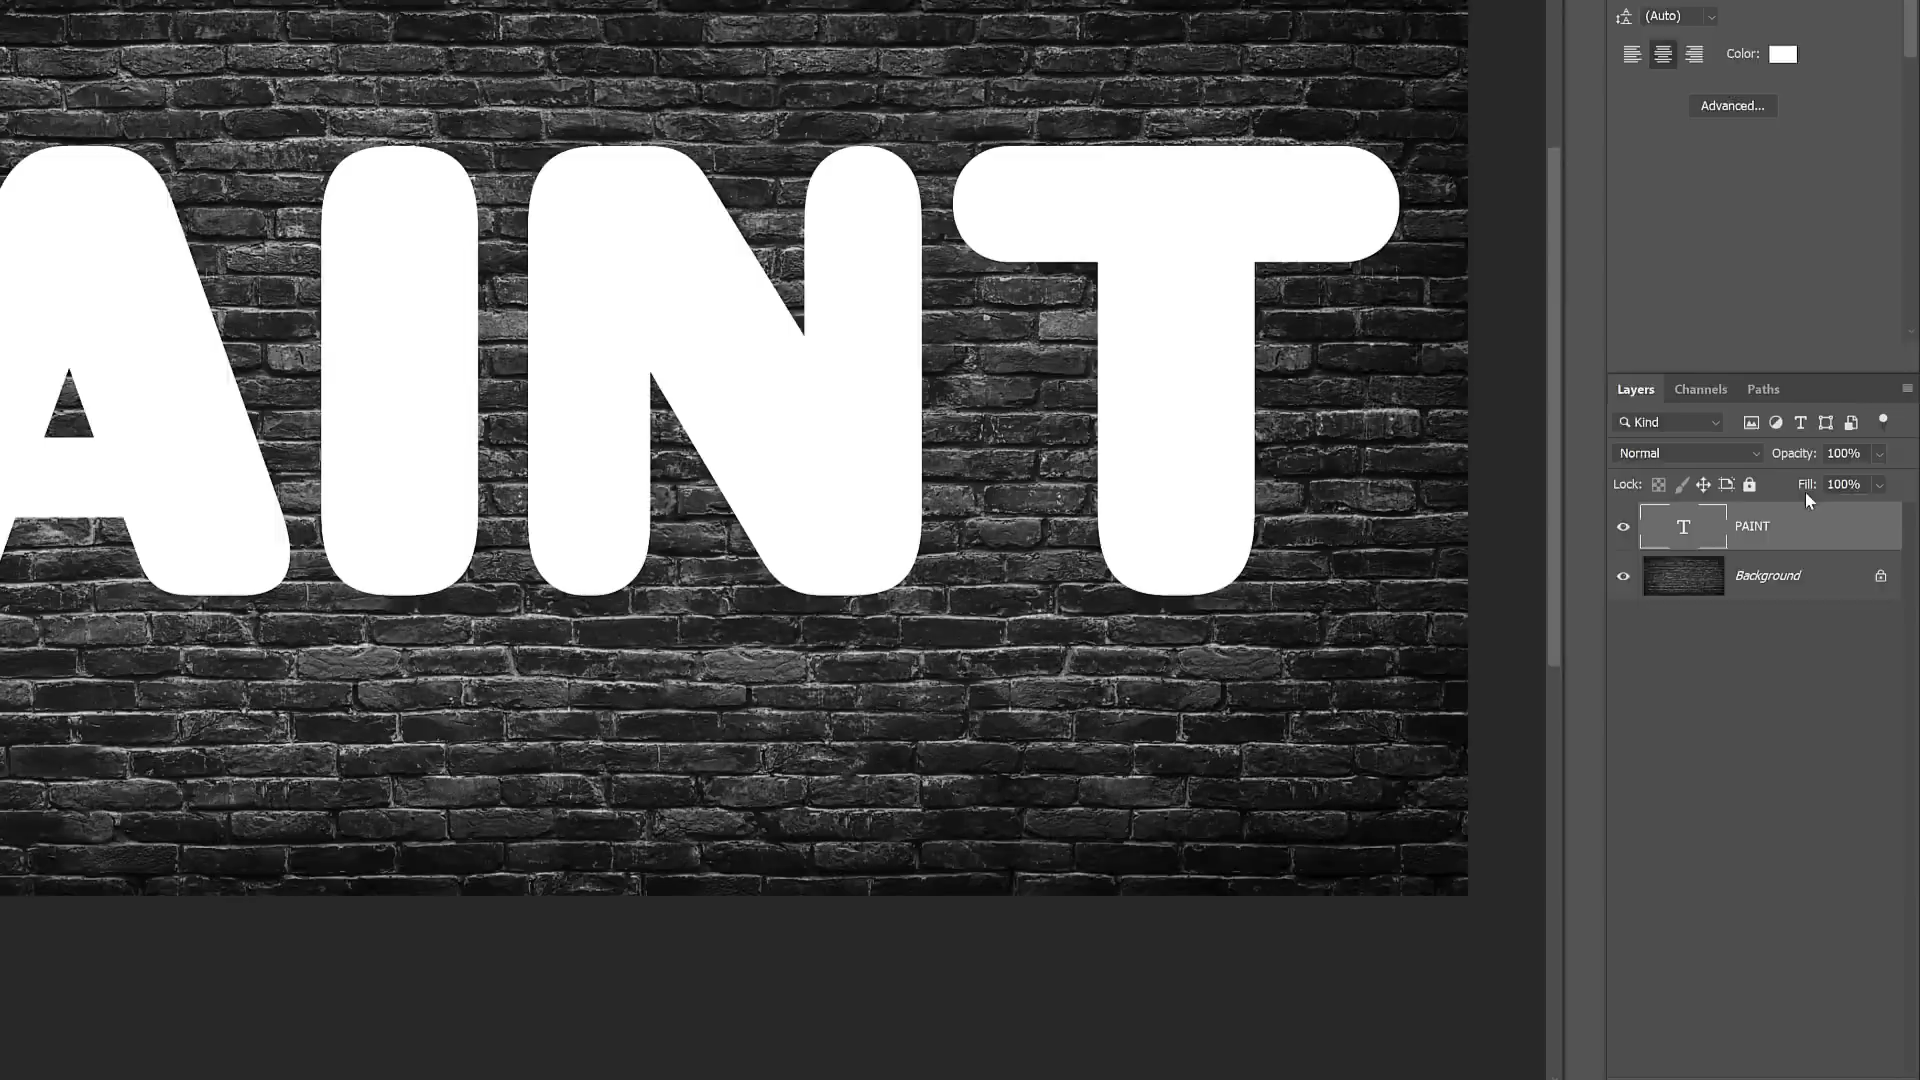 (Auto)
Color:
Advanced...
AINT
Layers Channels Paths
Kind
Normal Opacity: 100%
Lock: Fill: 100%
T PAINT
Background